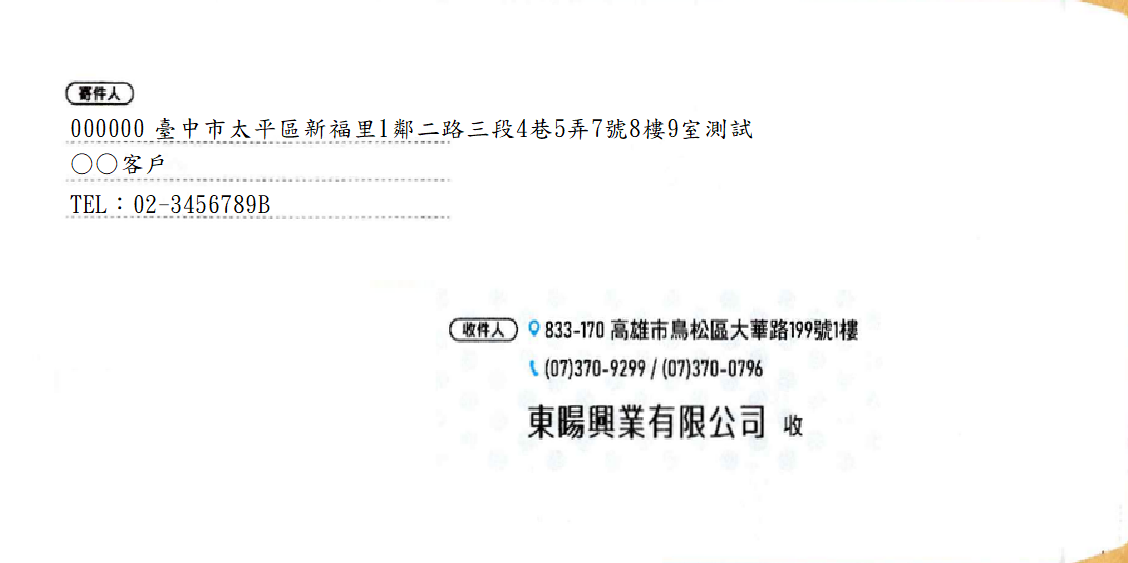 寄件人
000000 臺中市太平區新福里1鄰二路三段4巷5弄7號8樓9室測試
○○客戶
TEL：02-3456789B
收件人 833-170 高雄市鳥松區大華路199號1樓
(07)370-9299 / (07)370-0796
東暘興業有限公司 收